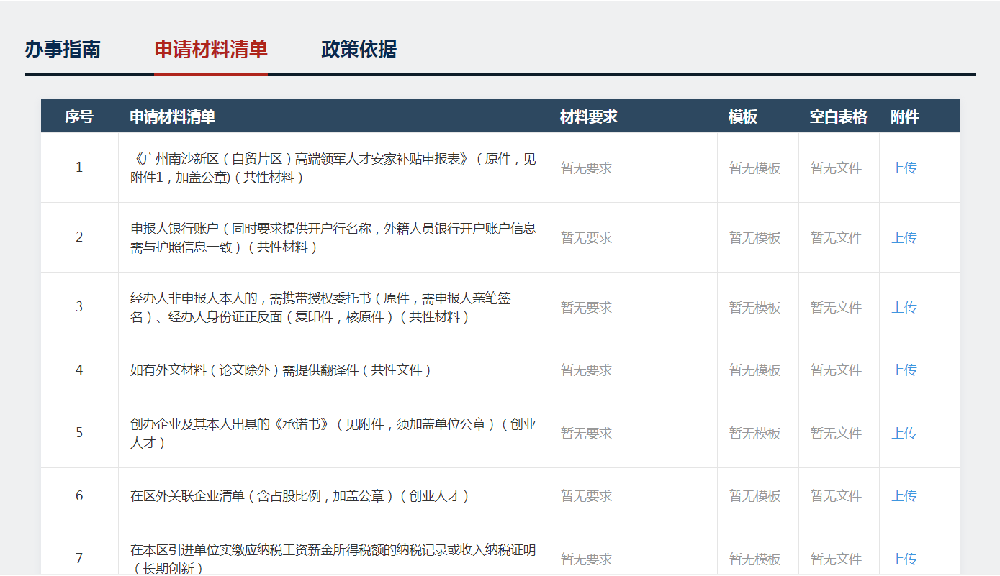 办事指南 申请材料清单 政策依据
序号 申请材料清单 材料要求 模板 空白表格 附件
1 《广州南沙新区（自贸片区）高端领军人才安家补贴申报表》（原件，见
附件1，加盖公章)（共性材料） 暂无要求 暂无模板 暂无文件 上传
2 申报人银行账户（同时要求提供开户行名称，外籍人员银行开户账户信息
需与护照信息一致）（共性材料） 暂无要求 暂无模板 暂无文件 上传
3 经办人非申报人本人的，需携带授权委托书（原件，需申报人亲笔签
名）、经办人身份证正反面（复印件，核原件）（共性材料） 暂无要求 暂无模板 暂无文件 上传
4 如有外文材料（论文除外）需提供翻译件（共性文件） 暂无要求 暂无模板 暂无文件 上传
5 创办企业及其本人出具的《承诺书》（见附件，须加盖单位公章）（创业
人才） 暂无要求 暂无模板 暂无文件 上传
6 在区外关联企业清单（含占股比例，加盖公章）（创业人才） 暂无要求 暂无模板 暂无文件 上传
7 在本区引进单位实缴应纳税工资薪金所得税额的纳税记录或收入纳税证明
（长期创新） 暂无要求 暂无模板 暂无文件 上传